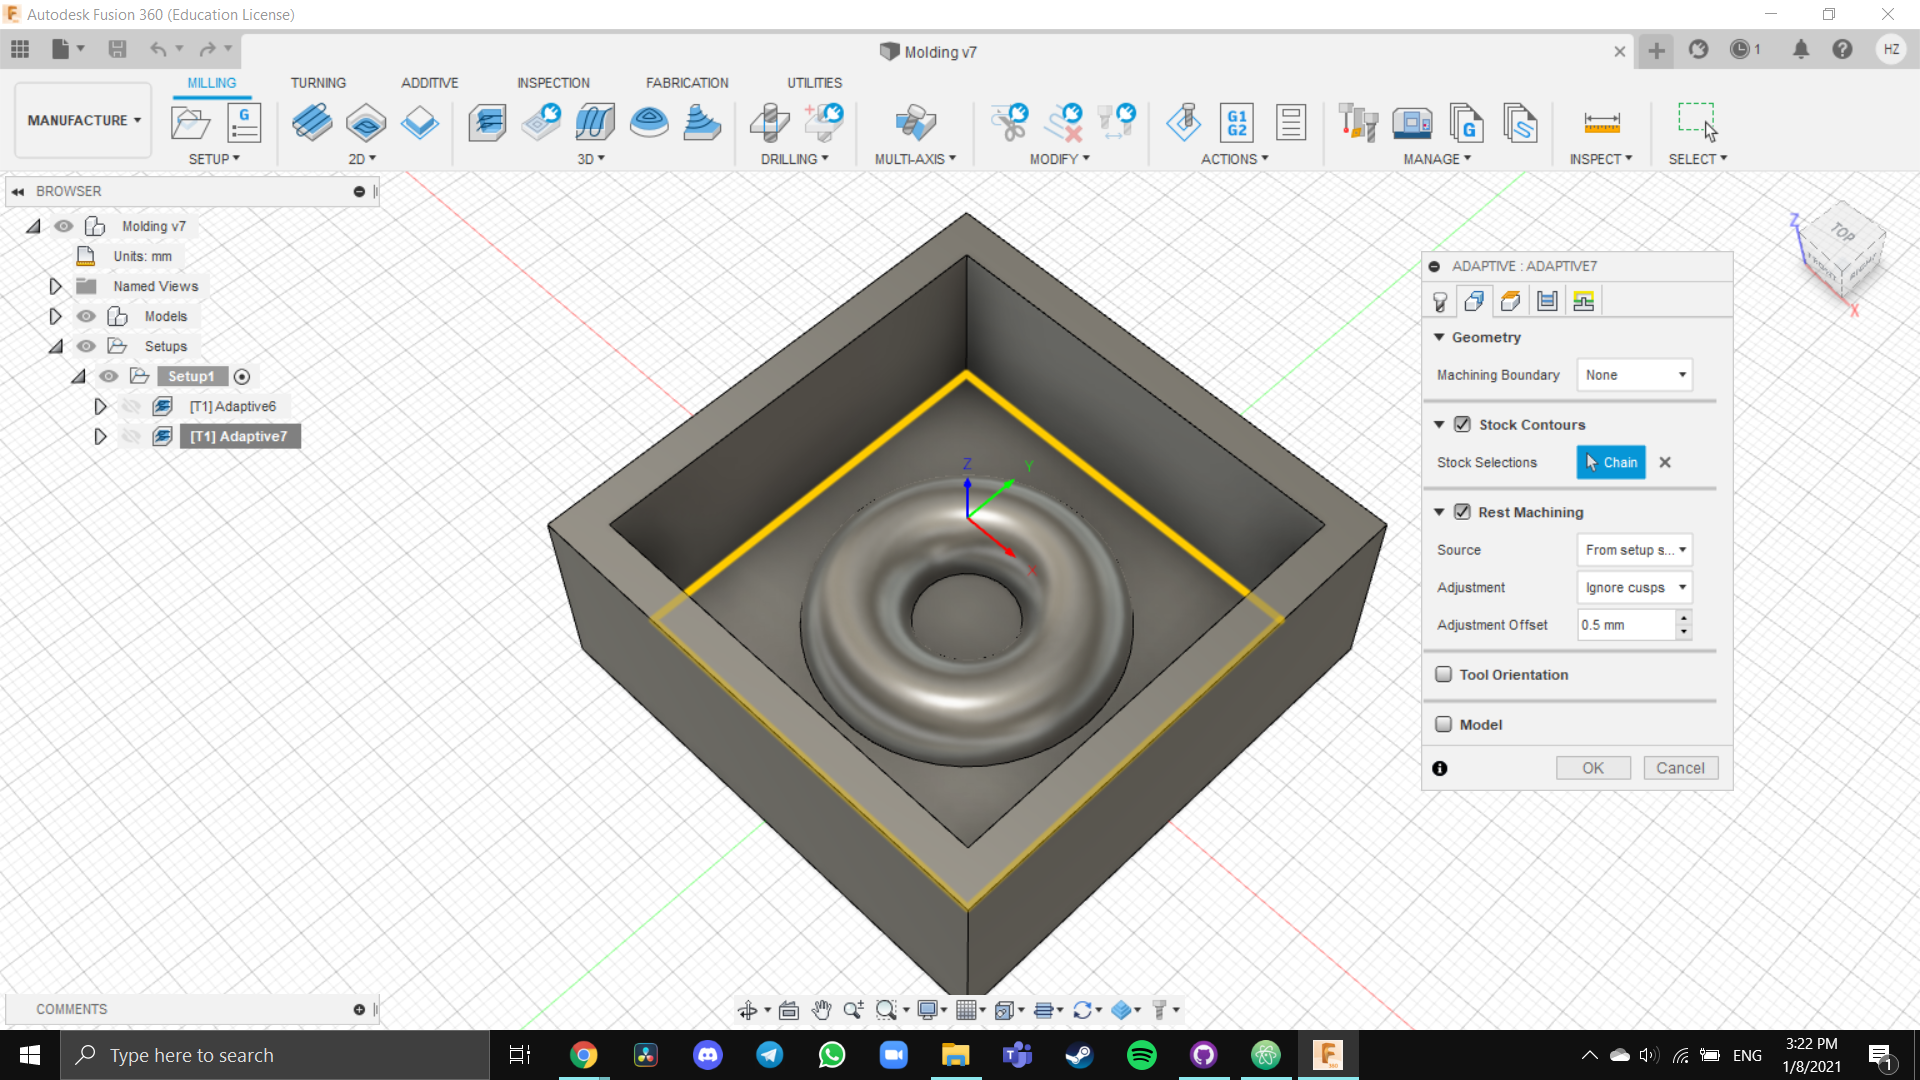 Autodesk Fusion 360 (Education License)
Molding v7
1
HZ
MILLING TURNING ADDITIVE INSPECTION FABRICATION UTILITIES
MANUFACTURE
G
G1
G2
G
SETUP 2D 3D DRILLING MULTI-AXIS MODIFY ACTIONS MANAGE INSPECT SELECT
BROWSER
Molding v7
Units: mm
Named Views
Models
Setups
Setup1
[T1] Adaptive6
[T1] Adaptive7
Z
Y
X
Z
TOP
FRONT
RIGHT
X
ADAPTIVE : ADAPTIVE7
Geometry
Machining Boundary None
Stock Contours
Stock Selections Chain
Rest Machining
Source From setup s...
Adjustment Ignore cusps
Adjustment Offset 0.5 mm
Tool Orientation
Model
OK Cancel
COMMENTS
Type here to search
ENG
3:22 PM
1/8/2021
1